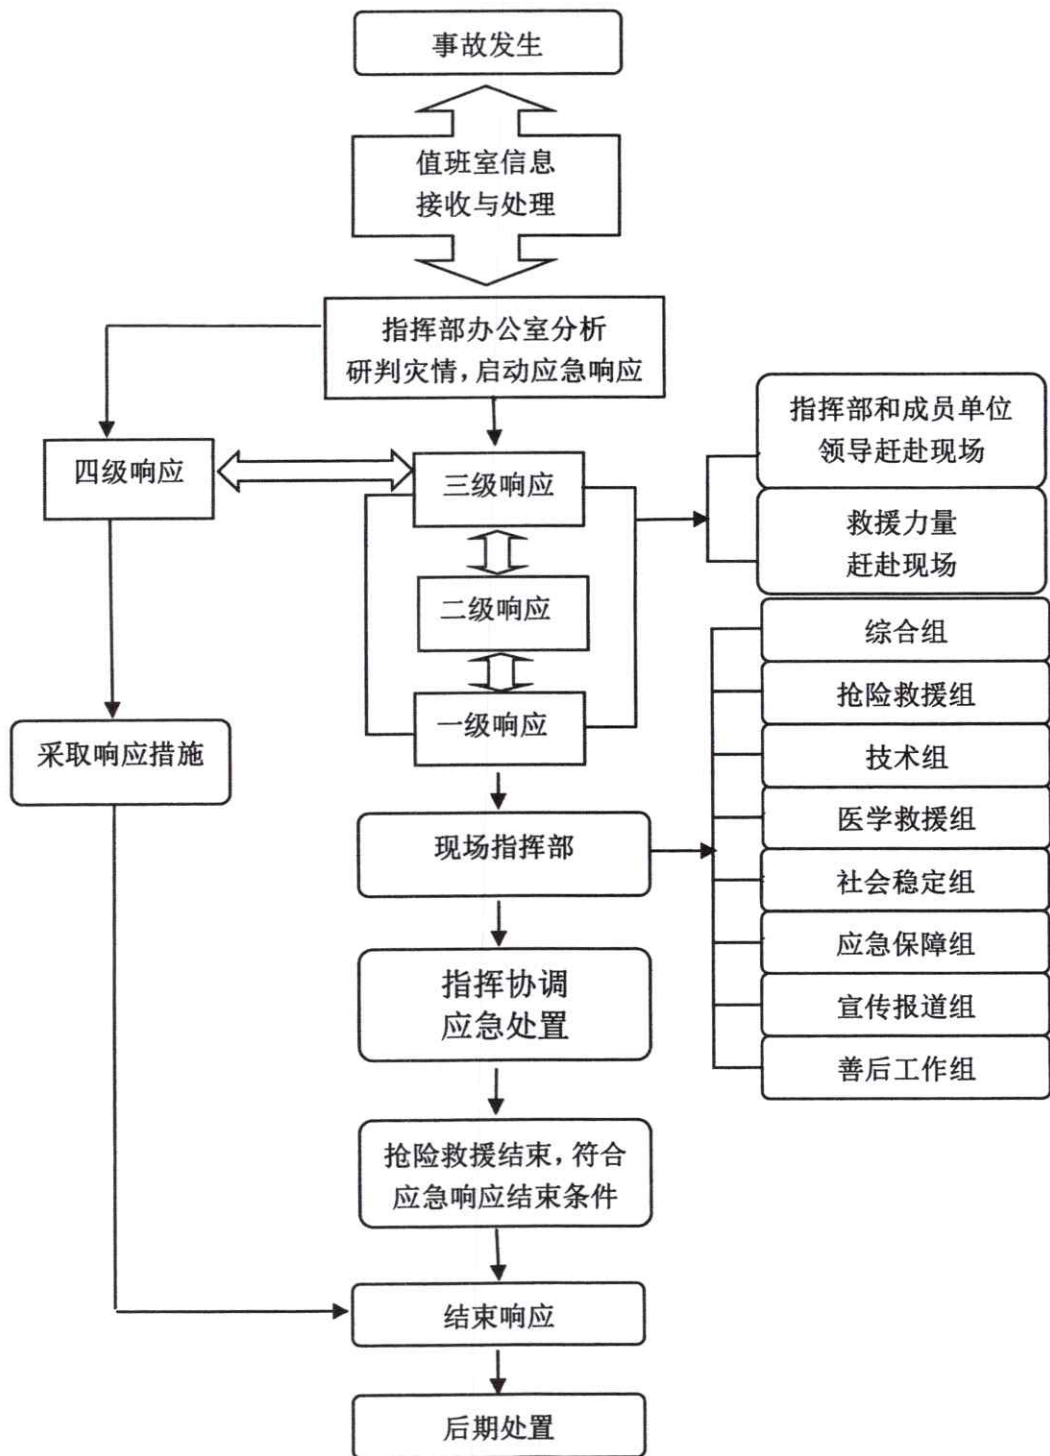 事故发生
值班室信息
接收与处理
指挥部办公室分析
研判灾情，启动应急响应
指挥部和成员单位
领导赶赴现场
四级响应
三级响应
救援力量
赶赴现场
二级响应
综合组
抢险救援组
一级响应
采取响应措施
技术组
医学救援组
现场指挥部
社会稳定组
应急保障组
指挥协调
应急处置
宣传报道组
善后工作组
抢险救援结束，符合
应急响应结束条件
结束响应
后期处置